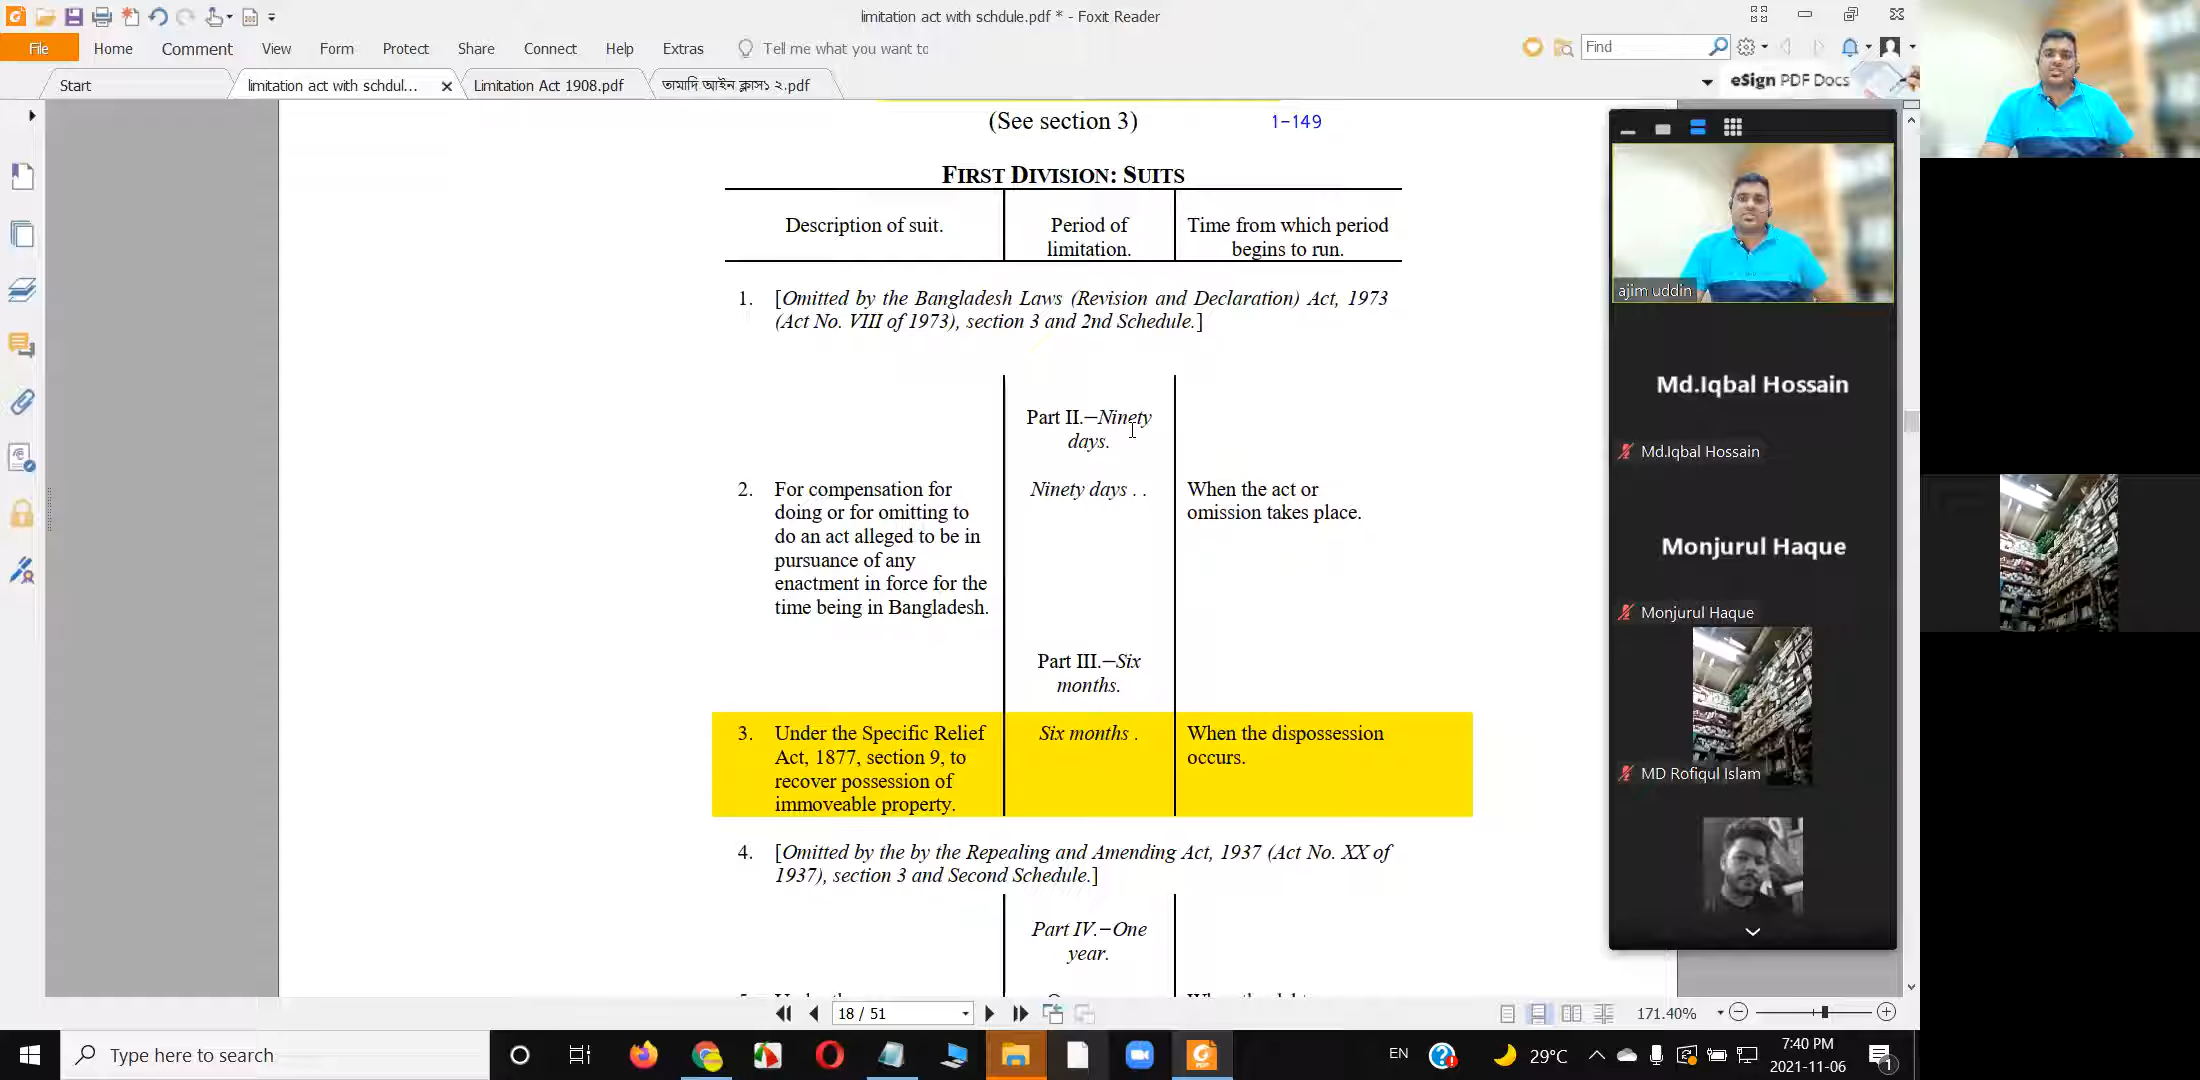 limitation act with schdule.pdf * - Foxit Reader
File Home Comment View Form Protect Share Connect Help Extras Tell me what you want to Find
Start limitation act with schdul... Limitation Act 1908.pdf তামাদি আইন ক্লাস১ ২.pdf eSign PDF Docs
(See section 3) 1-149
FIRST DIVISION: SUITS
Description of suit. Period of limitation. Time from which period begins to run.
1. [Omitted by the Bangladesh Laws (Revision and Declaration) Act, 1973
(Act No. VIII of 1973), section 3 and 2nd Schedule.]
Part II.—Ninety
days.
2. For compensation for Ninety days . . When the act or
doing or for omitting to omission takes place.
do an act alleged to be in
pursuance of any
enactment in force for the
time being in Bangladesh.
Part III.—Six
months.
3. Under the Specific Relief Six months . When the dispossession
Act, 1877, section 9, to occurs.
recover possession of
immoveable property.
4. [Omitted by the by the Repealing and Amending Act, 1937 (Act No. XX of
1937), section 3 and Second Schedule.]
Part IV.—One
year.
ajim uddin
Md.Iqbal Hossain
Md.Iqbal Hossain
Monjurul Haque
Monjurul Haque
MD Rofiqul Islam
18 / 51 171.40%
Type here to search EN 29°C 7:40 PM
2021-11-06 1